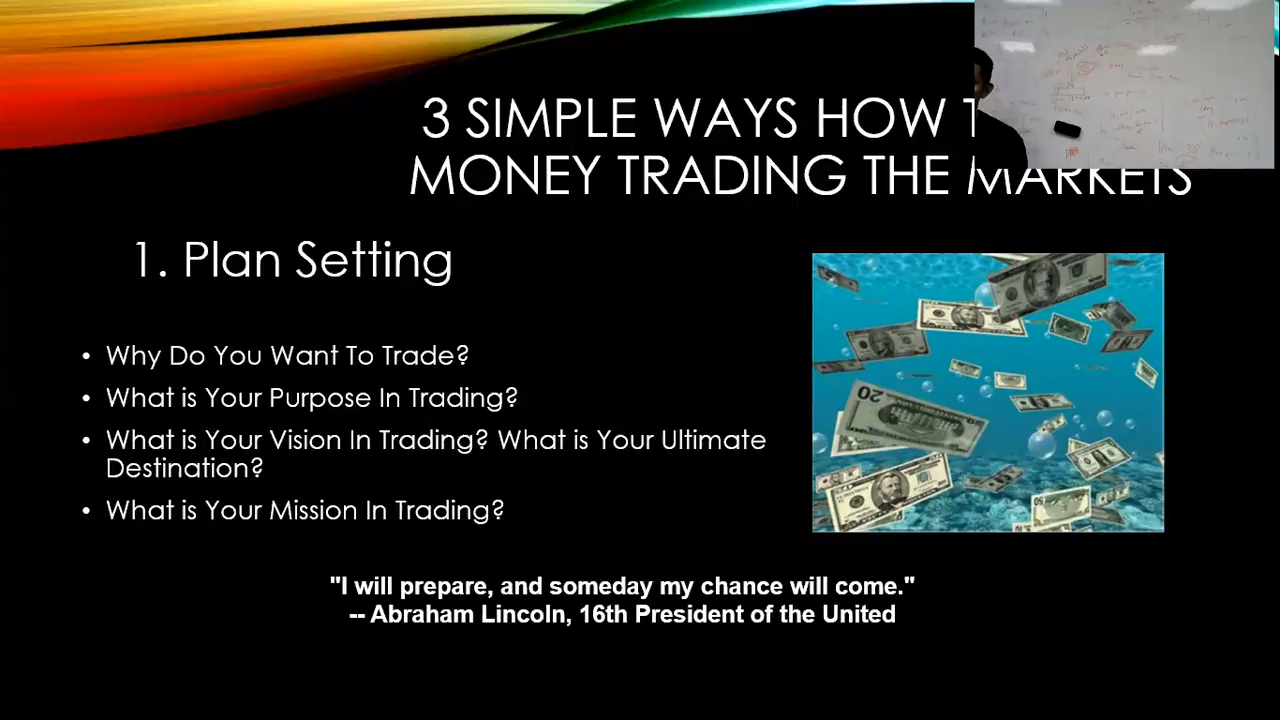 3 SIMPLE WAYS HOW
MONEY TRADING THE MARKETS
1. Plan Setting
• Why Do You Want To Trade?
• What is Your Purpose In Trading?
• What is Your Vision In Trading? What is Your Ultimate
Destination?
• What is Your Mission In Trading?
"I will prepare, and someday my chance will come."
-- Abraham Lincoln, 16th President of the United